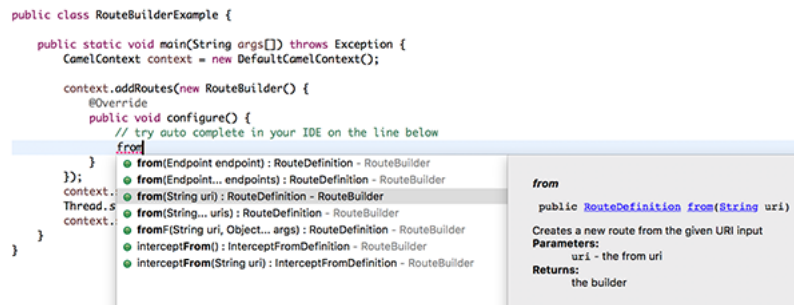 public class RouteBuilderExample {
public static void main(String args[]) throws Exception {
CamelContext context = new DefaultCamelContext();
context.addRoutes(new RouteBuilder() {
@Override
public void configure() {
// try auto complete in your IDE on the line below
from
}
});
context.
Thread.s
context.
}
}
from(Endpoint endpoint) : RouteDefinition - RouteBuilder
from(Endpoint... endpoints) : RouteDefinition - RouteBuilder
from(String uri) : RouteDefinition - RouteBuilder
from(String... uris) : RouteDefinition - RouteBuilder
fromF(String uri, Object... args) : RouteDefinition - RouteBuilder
interceptFrom() : InterceptFromDefinition - RouteBuilder
interceptFrom(String uri) : InterceptFromDefinition - RouteBuilder
from
public RouteDefinition from(String uri)
Creates a new route from the given URI input
Parameters:
uri - the from uri
Returns:
the builder